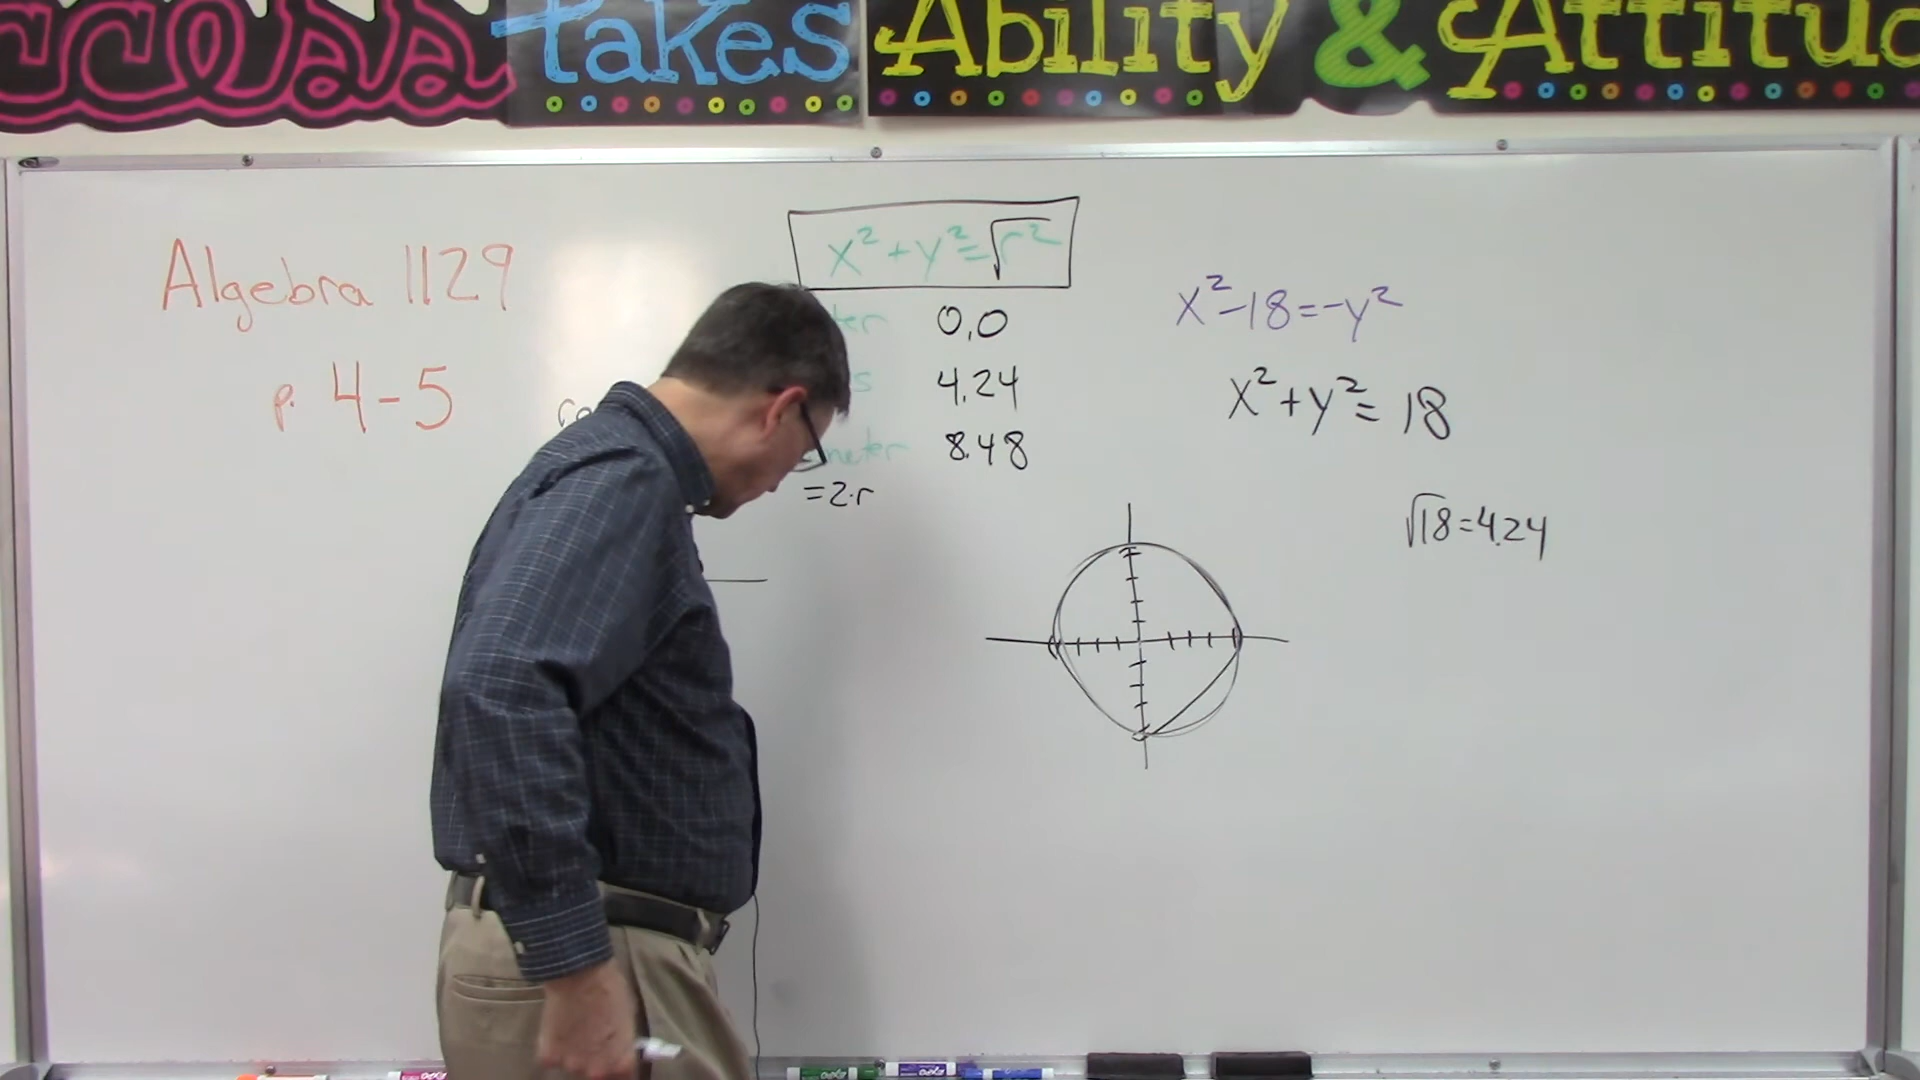 takes Ability &
Algebra 1129
p. 4-5
x²+y²=√r²
0,0
4.24
8.48
=2·r
x²-18=-y²
x²+y²=18
√18=4.24